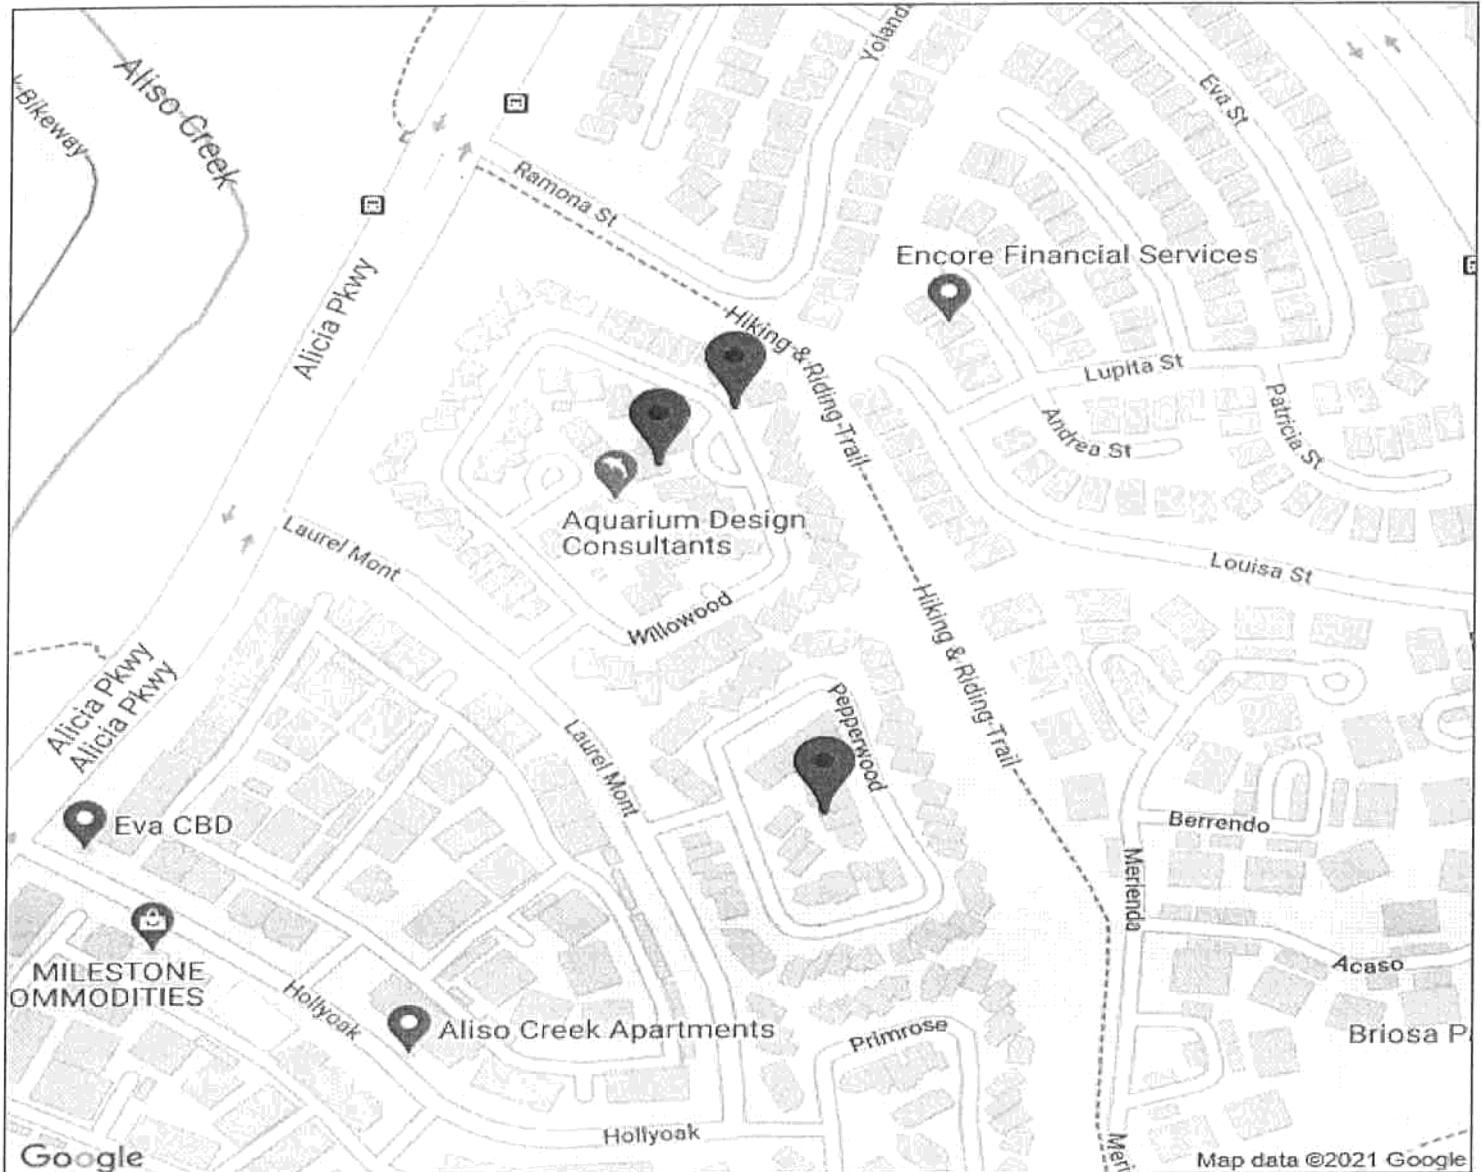 Yoland
Aliso Creek
k Bikeway
Eva St
Ramona St
Encore Financial Services
Alicia Pkwy
Hiking & Riding Trail
Lupita St
Patricia St
Andrea St
Aquarium Design
Consultants
Laurel Mont
Louisa St
Willowood
Hiking & Riding Trail
Alicia Pkwy
Alicia Pkwy
Pepperwood
Laurel Mont
Eva CBD
Berrendo
Merienda
MILESTONE
OMMODITIES
Acaso
Hollyoak
Aliso Creek Apartments
Primrose
Briosa P
Hollyoak
Meri
Google
Map data ©2021 Google